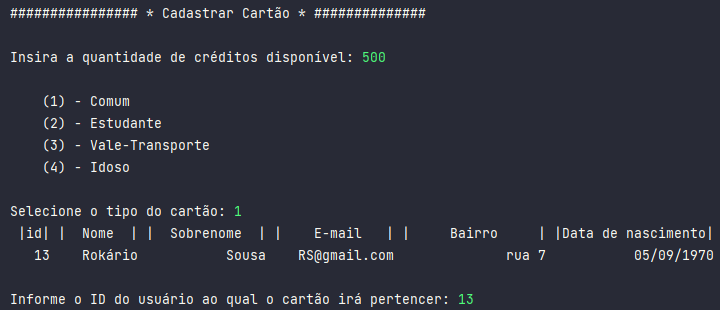 ################ * Cadastrar Cartão * ##############
Insira a quantidade de créditos disponível: 500
(1) - Comum
(2) - Estudante
(3) - Vale-Transporte
(4) - Idoso
Selecione o tipo do cartão: 1
|id| |  Nome  | |  Sobrenome  | |    E-mail   | |     Bairro     | |Data de nascimento|
13    Rokário           Sousa    RS@gmail.com              rua 7           05/09/1970
Informe o ID do usuário ao qual o cartão irá pertencer: 13